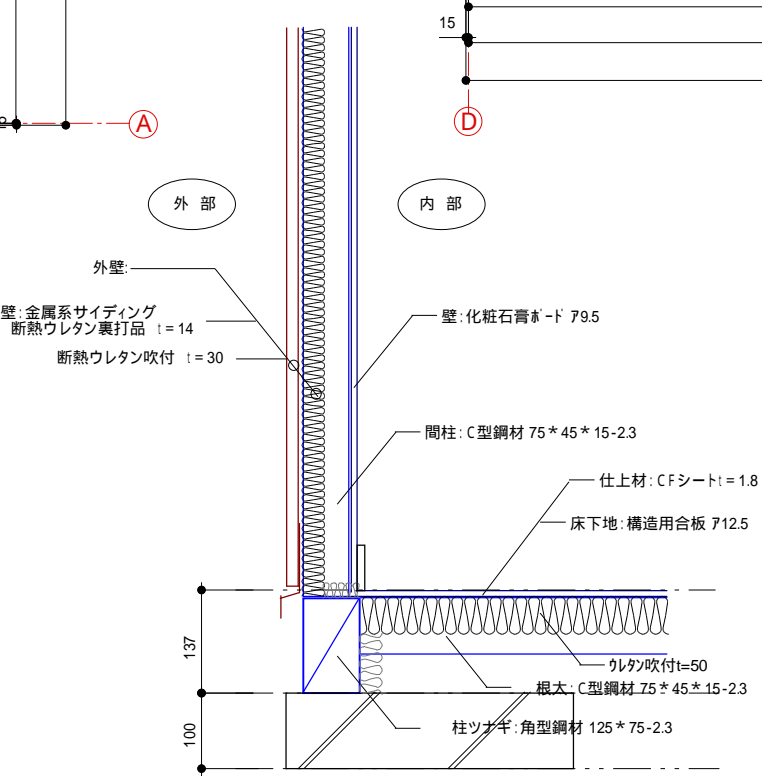 15
A
D
外 部
内 部
外壁:
壁:金属系サイディング
断熱ウレタン裏打品 t=14
断熱ウレタン吹付 t=30
壁:化粧石膏ボード ア9.5
間柱:C型鋼材 75*45*15-2.3
仕上材:CFシートt=1.8
床下地:構造用合板 ア12.5
137
ウレタン吹付t=50
根太:C型鋼材 75*45*15-2.3
柱ツナギ:角型鋼材 125*75-2.3
100